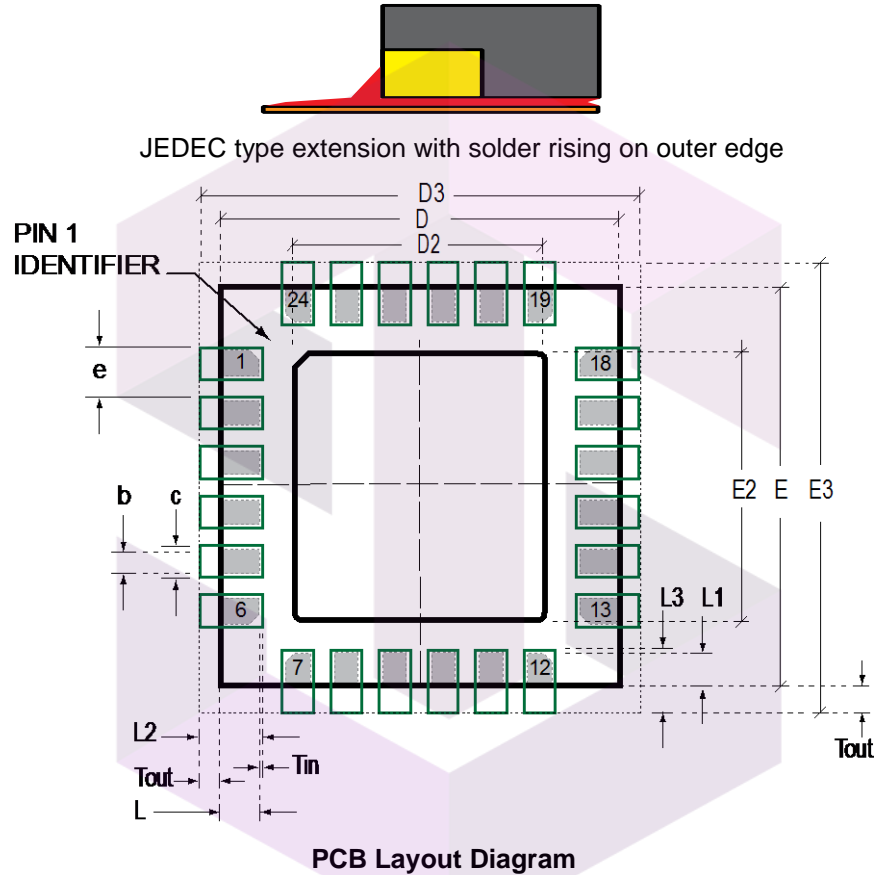 JEDEC type extension with solder rising on outer edge
D3
D
D2
PIN 1
IDENTIFIER
24
19
1
18
e
b
c
E2
E
E3
6
13
L3
L1
7
12
L2
Tin
Tout
Tout
L
PCB Layout Diagram